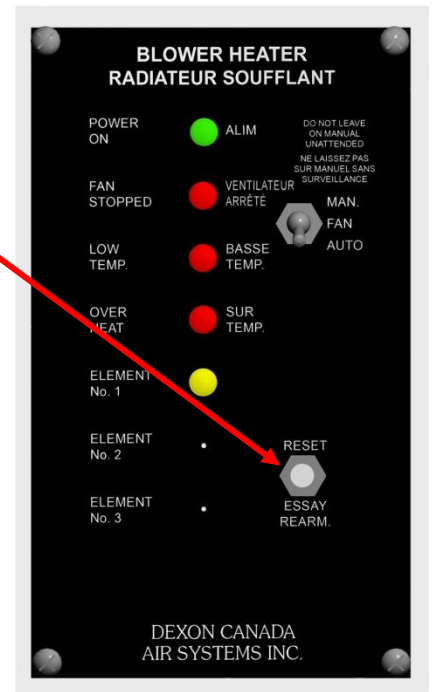 BLOWER HEATER
RADIATEUR SOUFFLANT
POWER
ON
ALIM
DO NOT LEAVE
ON MANUAL
UNATTENDED
NE LAISSEZ PAS
SUR MANUEL SANS
SURVEILLANCE
FAN
STOPPED
VENTILATEUR
ARRÉTÉ
MAN.
FAN
AUTO
LOW
TEMP.
BASSE
TEMP.
OVER
HEAT
SUR
TEMP.
ELEMENT
No. 1
ELEMENT
No. 2
RESET
ELEMENT
No. 3
ESSAY
REARM.
DEXON CANADA
AIR SYSTEMS INC.